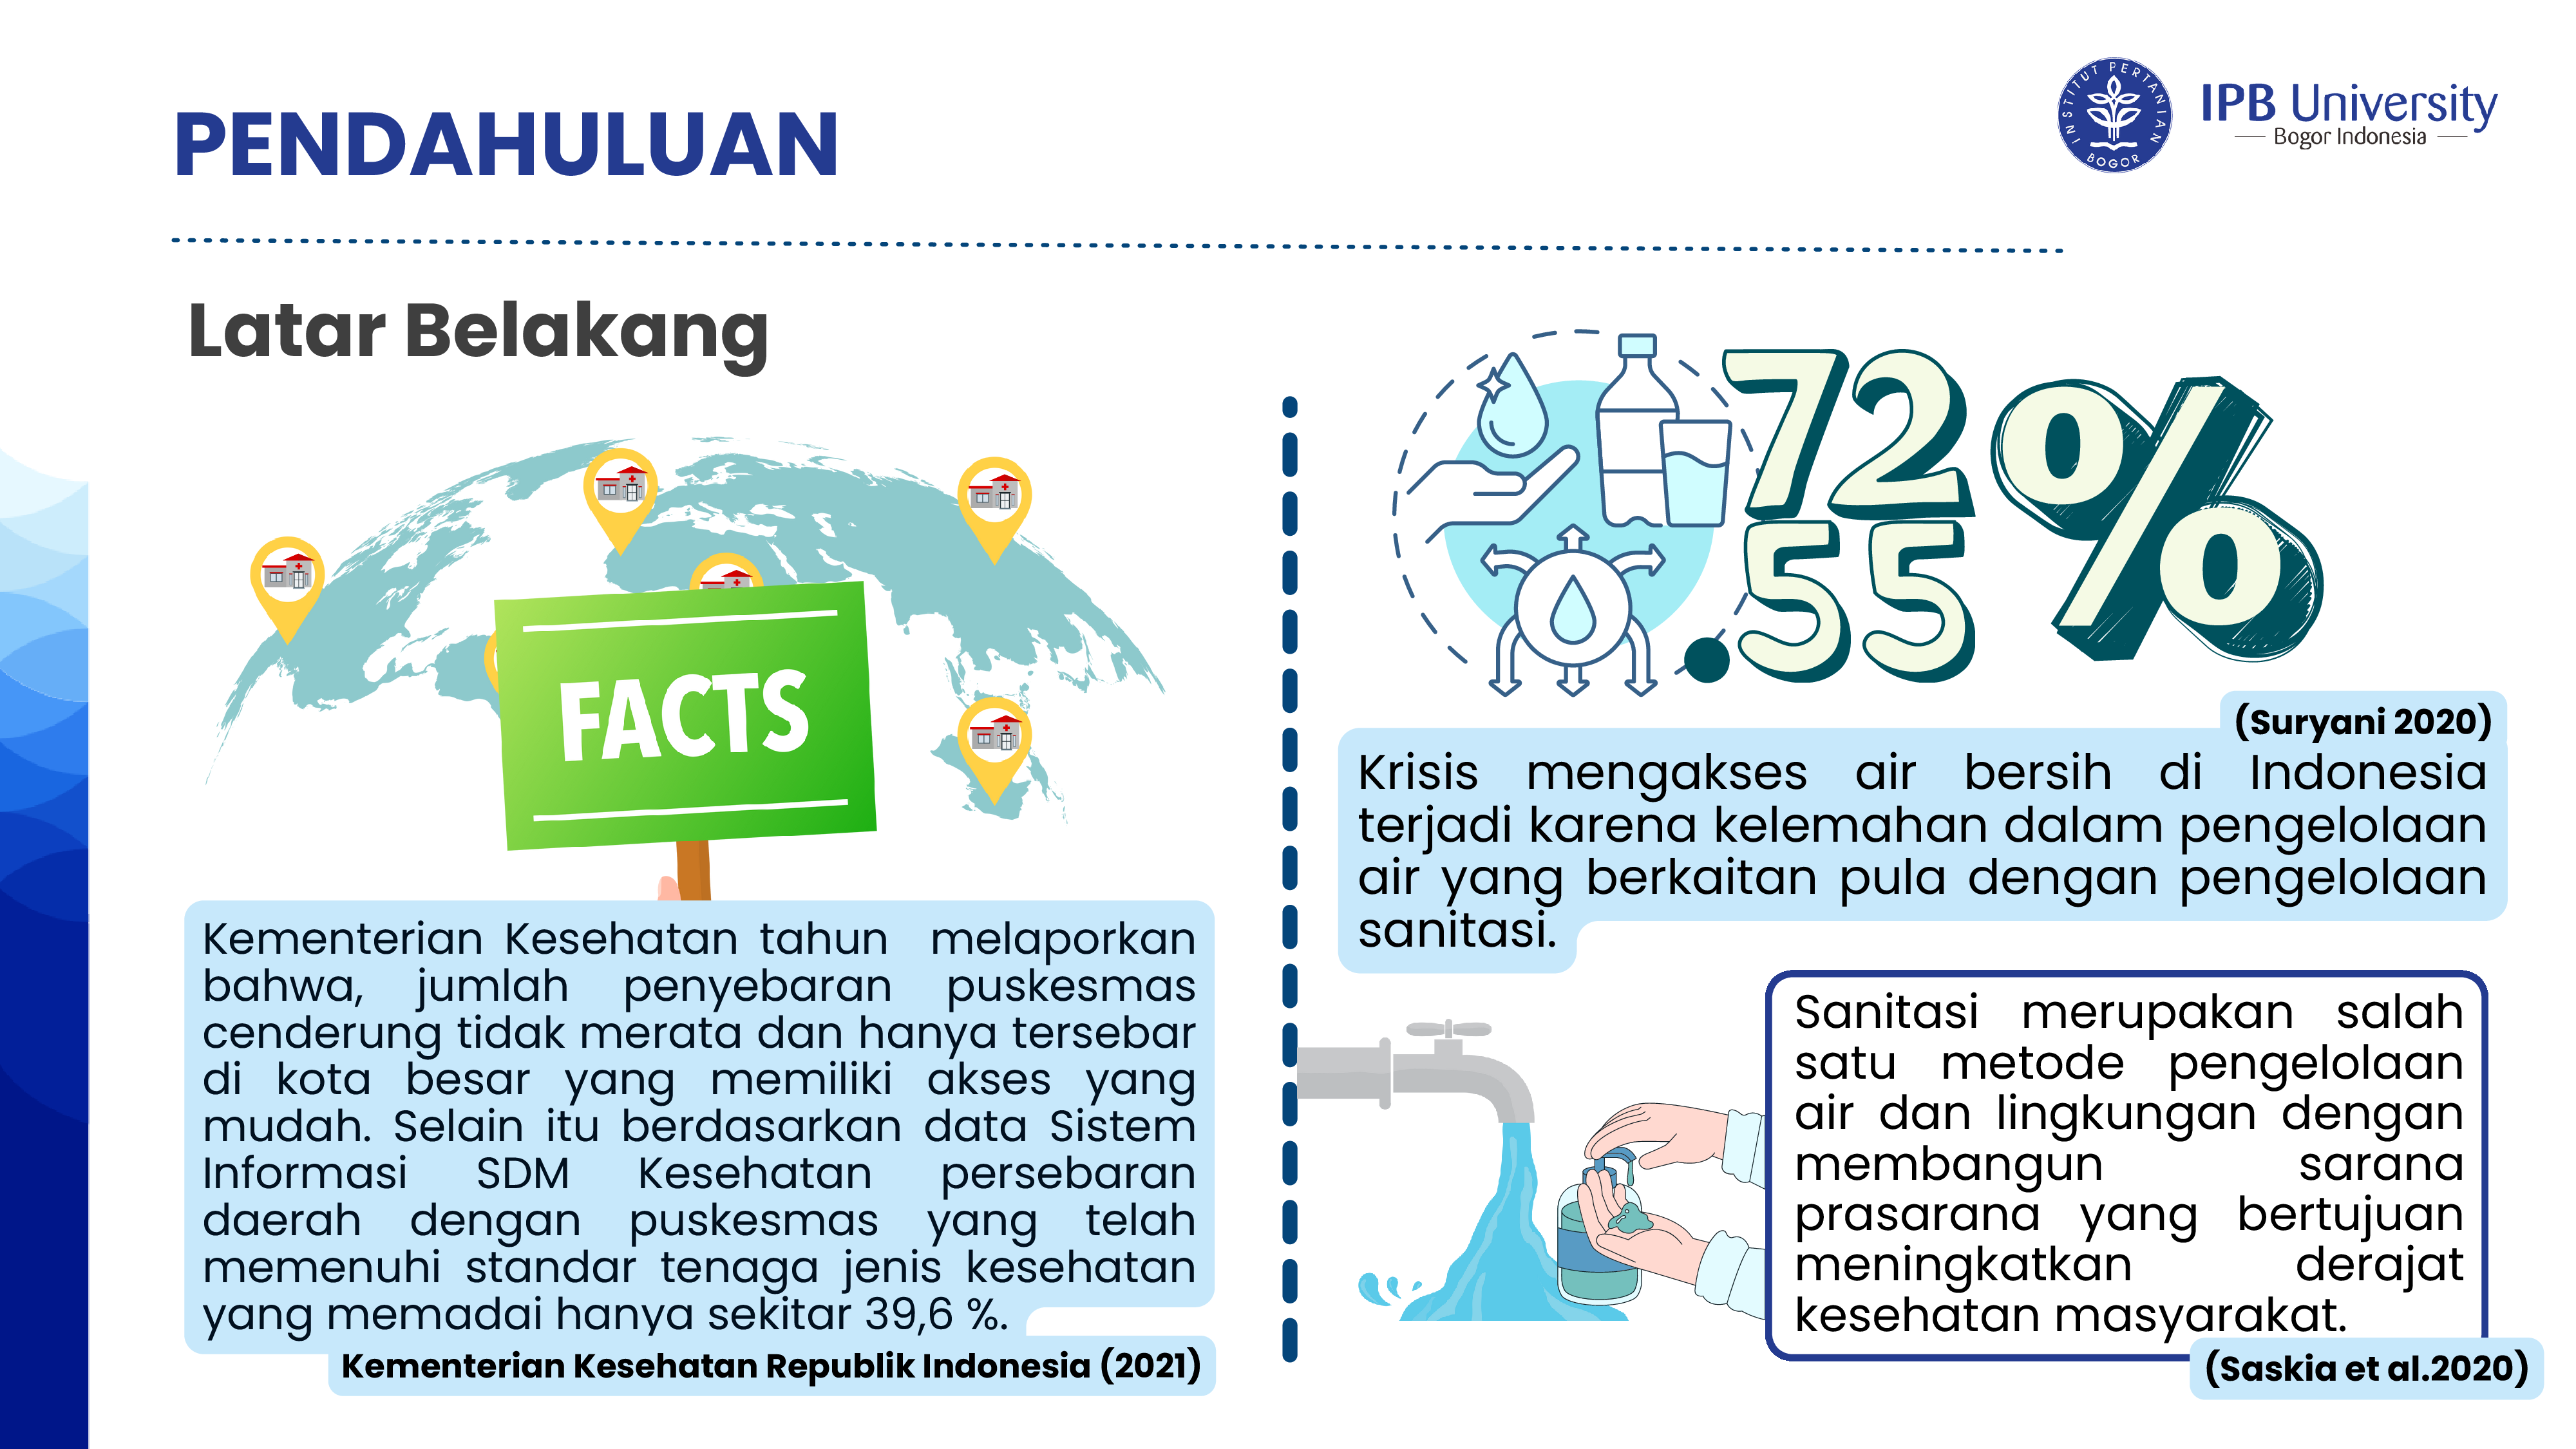 PENDAHULUAN
INSTITUT PERTANIAN
BOGOR
IPB University
Bogor Indonesia
Latar Belakang
FACTS
Kementerian Kesehatan tahun melaporkan
bahwa, jumlah penyebaran puskesmas
cenderung tidak merata dan hanya tersebar
di kota besar yang memiliki akses yang
mudah. Selain itu berdasarkan data Sistem
Informasi SDM Kesehatan persebaran
daerah dengan puskesmas yang telah
memenuhi standar tenaga jenis kesehatan
yang memadai hanya sekitar 39,6 %.
Kementerian Kesehatan Republik Indonesia (2021)
72
.55
%
(Suryani 2020)
Krisis mengakses air bersih di Indonesia
terjadi karena kelemahan dalam pengelolaan
air yang berkaitan pula dengan pengelolaan
sanitasi.
Sanitasi merupakan salah
satu metode pengelolaan
air dan lingkungan dengan
membangun sarana
prasarana yang bertujuan
meningkatkan derajat
kesehatan masyarakat.
(Saskia et al.2020)